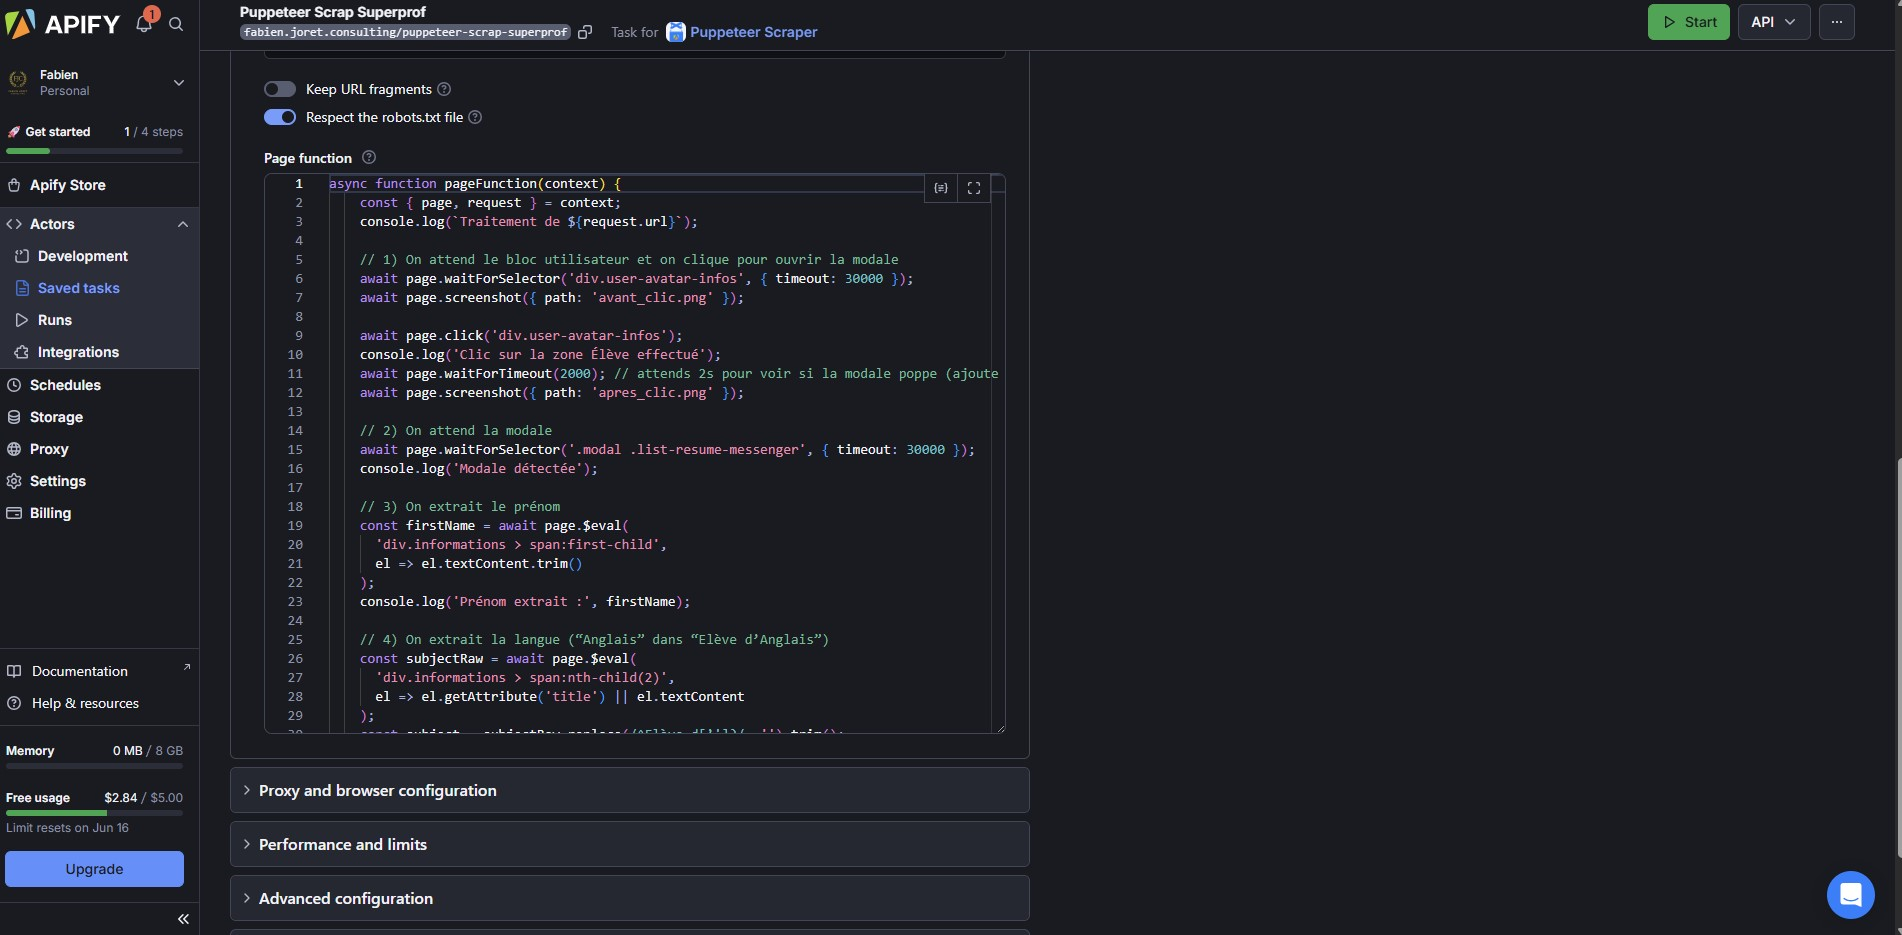 APIFY
1
Fabien
Personal
Get started
1 / 4 steps
Apify Store
Actors
Development
Saved tasks
Runs
Integrations
Schedules
Storage
Proxy
Settings
Billing
Documentation
Help & resources
Memory
0 MB / 8 GB
Free usage
$2.84 / $5.00
Limit resets on Jun 16
Upgrade
Puppeteer Scrap Superprof
fabien.joret.consulting/puppeteer-scrap-superprof
Task for Puppeteer Scraper
Start
API
Keep URL fragments
Respect the robots.txt file
Page function
1 async function pageFunction(context) {
2 const { page, request } = context;
3 console.log(`Traitement de ${request.url}`);
4
5 // 1) On attend le bloc utilisateur et on clique pour ouvrir la modale
6 await page.waitForSelector('div.user-avatar-infos', { timeout: 30000 });
7 await page.screenshot({ path: 'avant_clic.png' });
8
9 await page.click('div.user-avatar-infos');
10 console.log('Clic sur la zone Élève effectué');
11 await page.waitForTimeout(2000); // attends 2s pour voir si la modale poppe (ajoute
12 await page.screenshot({ path: 'apres_clic.png' });
13
14 // 2) On attend la modale
15 await page.waitForSelector('.modal .list-resume-messenger', { timeout: 30000 });
16 console.log('Modale détectée');
17
18 // 3) On extrait le prénom
19 const firstName = await page.$eval(
20 'div.informations > span:first-child',
21 el => el.textContent.trim()
22 );
23 console.log('Prénom extrait :', firstName);
24
25 // 4) On extrait la langue (“Anglais” dans “Elève d’Anglais”)
26 const subjectRaw = await page.$eval(
27 'div.informations > span:nth-child(2)',
28 el => el.getAttribute('title') || el.textContent
29 );
Proxy and browser configuration
Performance and limits
Advanced configuration